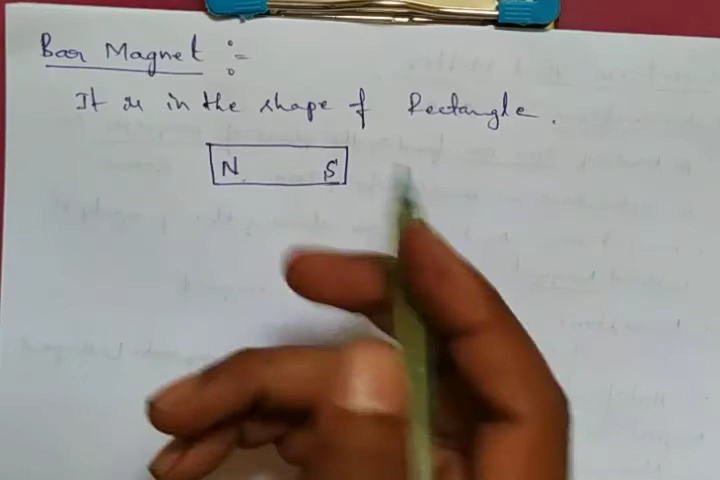 Bar Magnet :=
It is in the shape of Rectangle.
N S